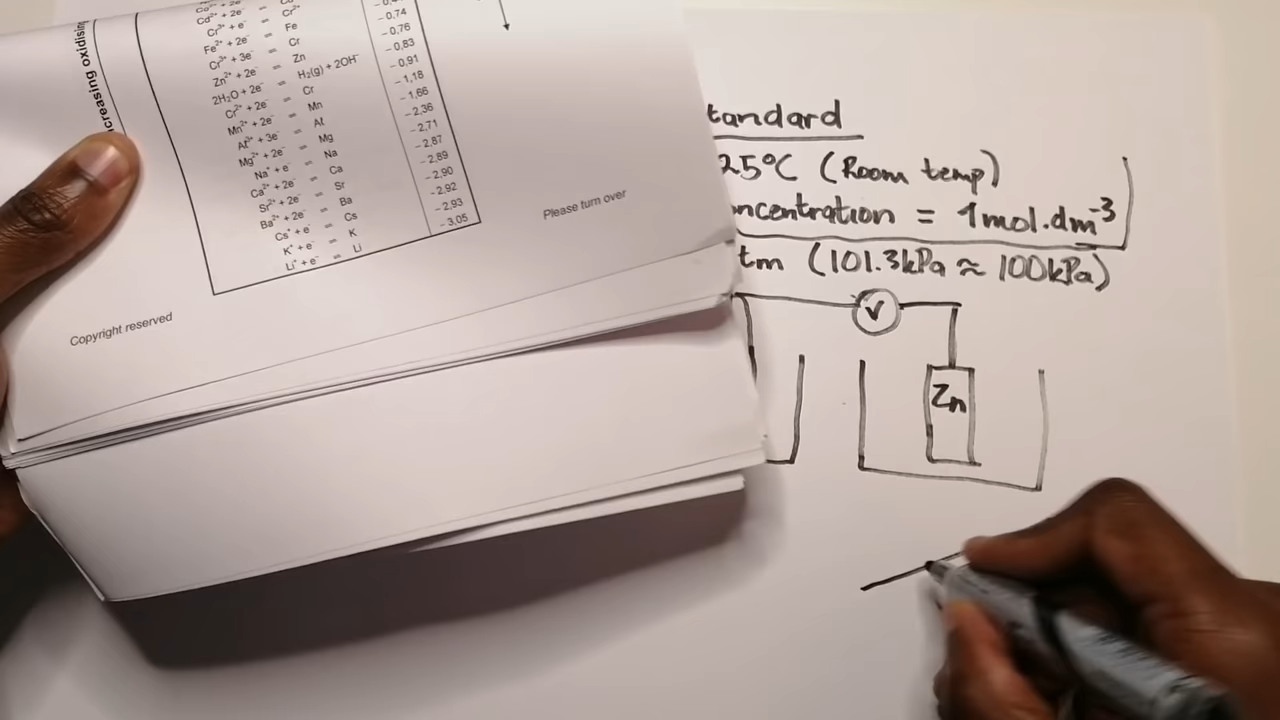 creasing oxidising
Cd²⁺ + 2e⁻ = Cr²⁺
Cr³⁺ + e⁻ = Fe
Fe²⁺ + 2e⁻ = Cr
Cr³⁺ + 3e⁻ = Zn
Zn²⁺ + 2e⁻ = H₂(g) + 2OH⁻
2H₂O + 2e⁻ = Cr
Cr²⁺ + 2e⁻ = Mn
Mn²⁺ + 2e⁻ = Aℓ
Aℓ³⁺ + 3e⁻ = Mg
Mg²⁺ + 2e⁻ = Na
Na⁺ + e⁻ = Ca
Ca²⁺ + 2e⁻ = Sr
Sr²⁺ + 2e⁻ = Ba
Ba²⁺ + 2e⁻ = Cs
Cs⁺ + e⁻ = K
K⁺ + e⁻ = Li
Li⁺ + e⁻
- 0,74
- 0,76
- 0,83
- 0,91
- 1,18
- 1,66
- 2,36
- 2,71
- 2,87
- 2,89
- 2,90
- 2,92
- 2,93
- 3,05
Copyright reserved
Please turn over
tandard
25°C (Room temp)
oncentration = 1mol.dm⁻³
tm (101.3kPa ≈ 100kPa)
V
Zn